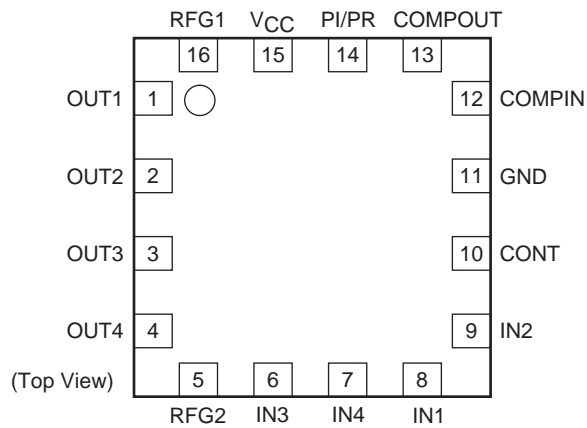 RFG1 VCC PI/PR COMPOUT
16 15 14 13
OUT1 1 12 COMPIN
OUT2 2 11 GND
OUT3 3 10 CONT
OUT4 4 9 IN2
(Top View) 5 6 7 8
RFG2 IN3 IN4 IN1